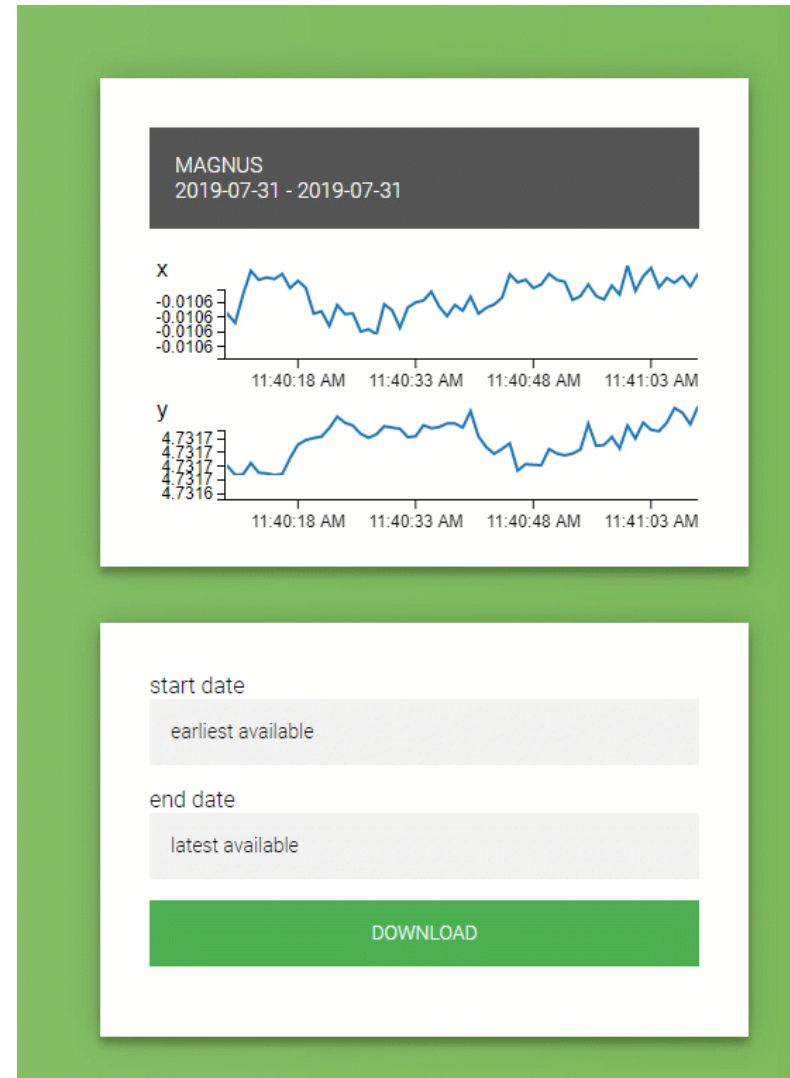 MAGNUS
2019-07-31 - 2019-07-31
x
-0.0106
-0.0106
-0.0106
-0.0106
11:40:18 AM 11:40:33 AM 11:40:48 AM 11:41:03 AM
y
4.7317
4.7317
4.7317
4.7317
4.7316
11:40:18 AM 11:40:33 AM 11:40:48 AM 11:41:03 AM
start date
earliest available
end date
latest available
DOWNLOAD